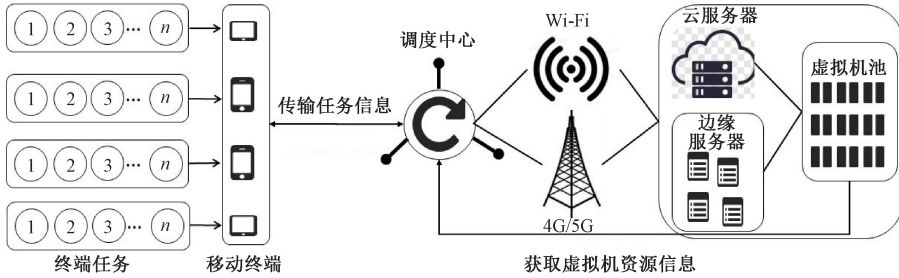 1 2 3 ··· n
1 2 3 ··· n
1 2 3 ··· n
1 2 3 ··· n
终端任务
移动终端
传输任务信息
调度中心
Wi-Fi
4G/5G
云服务器
边缘
服务器
虚拟机池
获取虚拟机资源信息